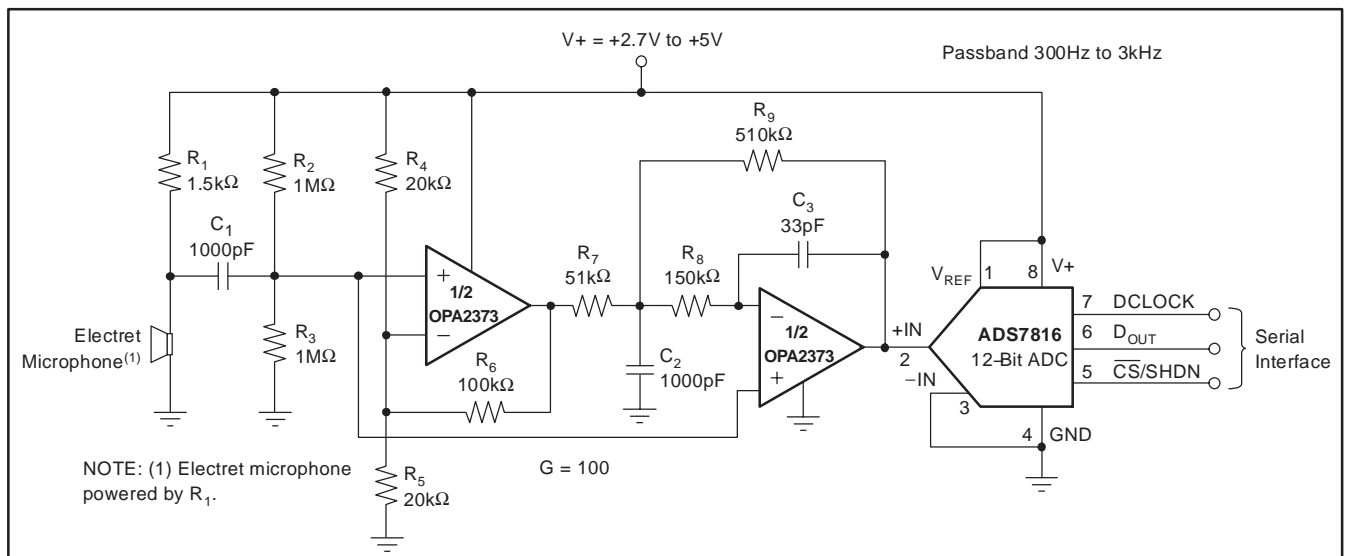 V+ = +2.7V to +5V
Passband 300Hz to 3kHz
R1
1.5kΩ
R2
1MΩ
R4
20kΩ
R9
510kΩ
C1
1000pF
C3
33pF
R7
51kΩ
R8
150kΩ
+
1/2
OPA2373
−
Electret
Microphone(1)
R3
1MΩ
R6
100kΩ
C2
1000pF
−
1/2
OPA2373
+
VREF
1
8
V+
+IN
2
−IN
3
ADS7816
12−Bit ADC
7
DCLOCK
6
DOUT
5
C̅S̅/SHDN
4
GND
Serial
Interface
NOTE: (1) Electret microphone
powered by R1.
R5
20kΩ
G = 100